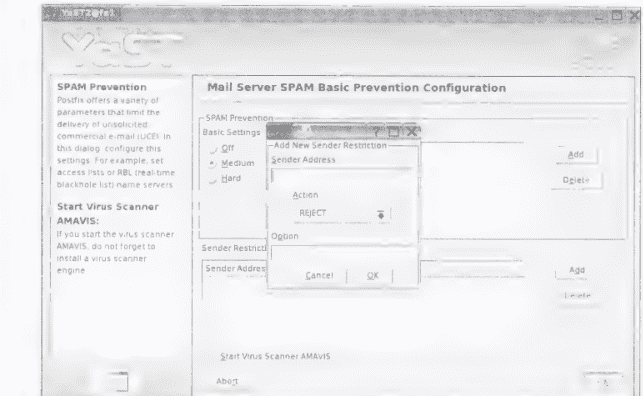 YaST2@fe2
YaST
SPAM Prevention
Postfix offers a variety of
parameters that limit the
delivery of unsolicited
commercial e-mail (UCE). In
this dialog, configure this
settings. For example, set
access lists or RBL (real-time
blackhole list) name servers
Start Virus Scanner
AMAVIS:
If you start the virus scanner
AMAVIS, do not forget to
install a virus scanner
engine
Mail Server SPAM Basic Prevention Configuration
SPAM Prevention
Basic Settings
Off
Medium
Hard
Add
Delete
Add New Sender Restriction
Sender Address
Action
REJECT
Option
Cancel
OK
Sender Restricti
Sender Addres
Add
Delete
Start Virus Scanner AMAVIS
Abort